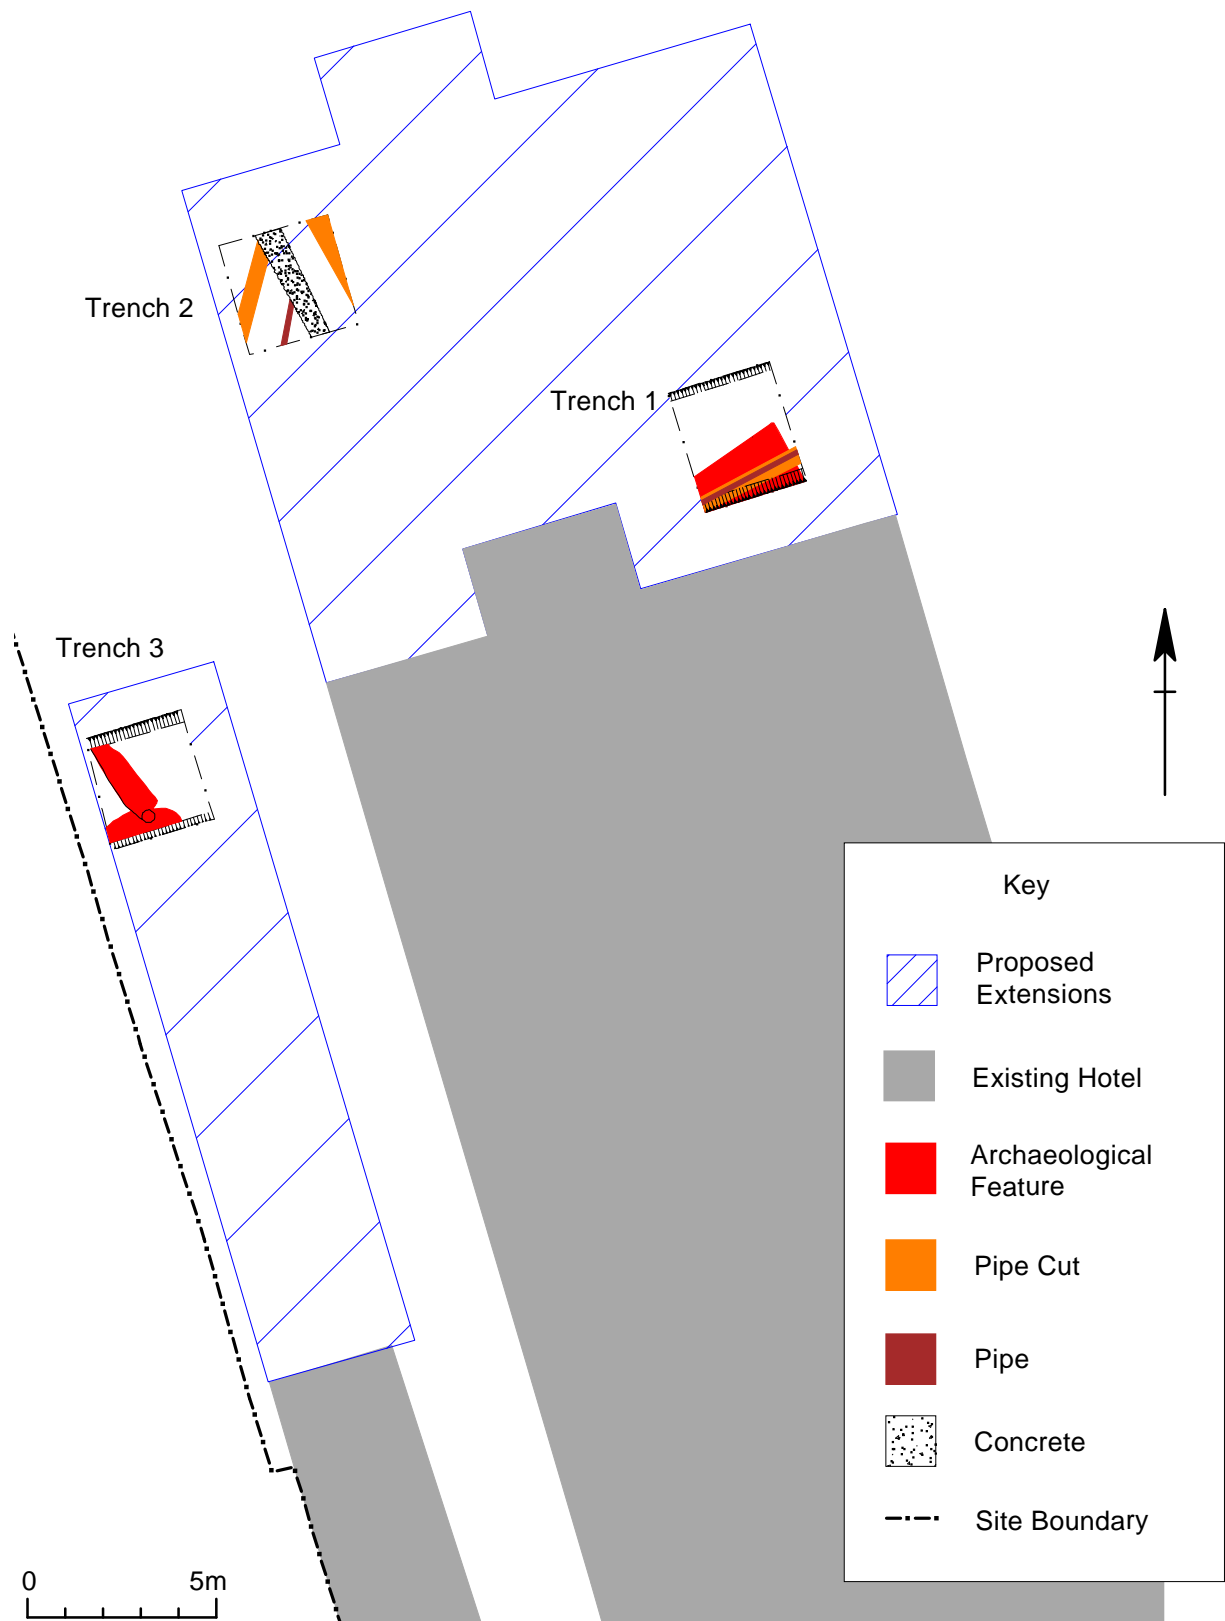 Trench 2
Trench 1
Trench 3
Key
Proposed
Extensions
Existing Hotel
Archaeological
Feature
Pipe Cut
Pipe
Concrete
Site Boundary
0 5m